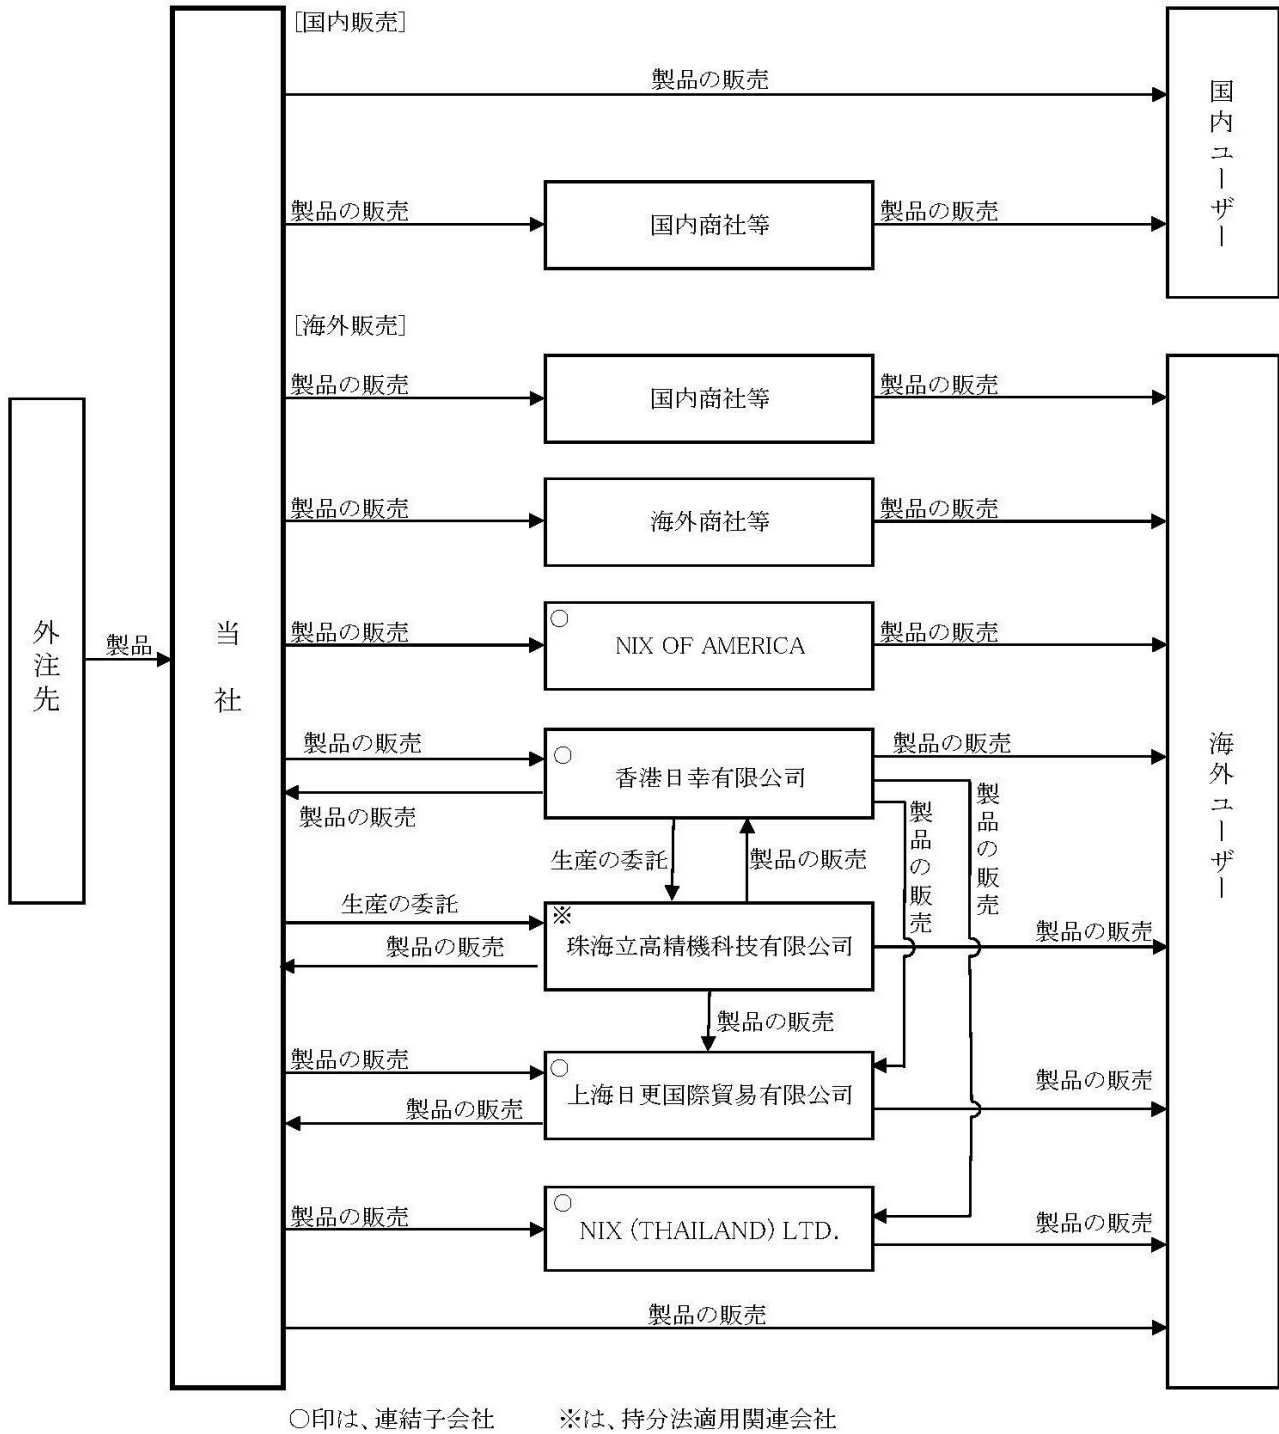 [国内販売]
製品の販売
国内ユーザー
製品の販売
国内商社等
製品の販売
[海外販売]
製品の販売
国内商社等
製品の販売
製品の販売
海外商社等
製品の販売
外注先
製品
当社
製品の販売
○
NIX OF AMERICA
製品の販売
海外ユーザー
製品の販売
○
香港日幸有限公司
製品の販売
製品の販売
製品の販売
製品の販売
生産の委託
製品の販売
生産の委託
※
珠海立高精機科技有限公司
製品の販売
製品の販売
製品の販売
製品の販売
○
上海日更国際貿易有限公司
製品の販売
製品の販売
製品の販売
○
NIX (THAILAND) LTD.
製品の販売
製品の販売
○印は、連結子会社 ※は、持分法適用関連会社